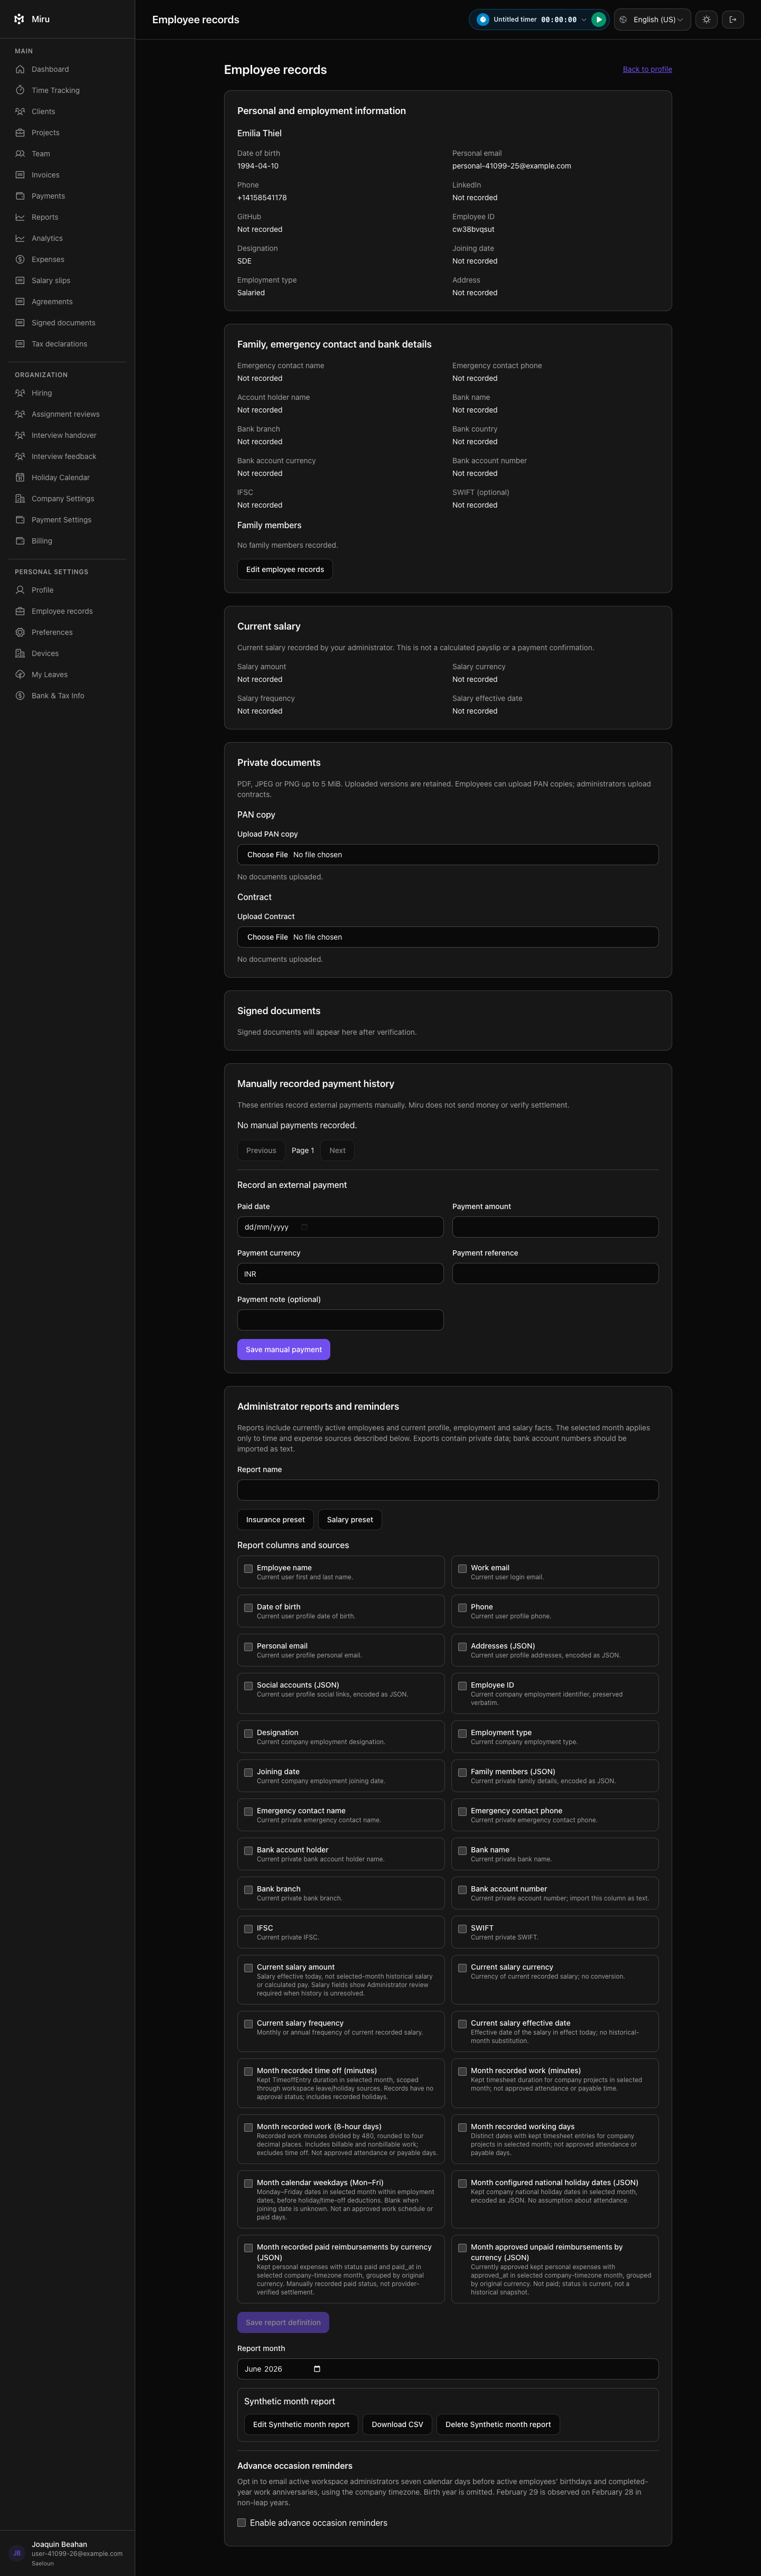 Miru
Employee records
Untitled timer 00:00:00
English (US)
MAIN
Dashboard
Time Tracking
Clients
Projects
Team
Invoices
Payments
Reports
Analytics
Expenses
Salary slips
Agreements
Signed documents
Tax declarations
ORGANIZATION
Hiring
Assignment reviews
Interview handover
Interview feedback
Holiday Calendar
Company Settings
Payment Settings
Billing
PERSONAL SETTINGS
Profile
Employee records
Preferences
Devices
My Leaves
Bank & Tax Info
JB
Joaquin Beahan
user-41099-26@example.com
Saeloun
Employee records
Back to profile
Personal and employment information
Emilia Thiel
Date of birth
1994-04-10
Personal email
personal-41099-25@example.com
Phone
+14158541178
LinkedIn
Not recorded
GitHub
Not recorded
Employee ID
cw38bvqsut
Designation
SDE
Joining date
Not recorded
Employment type
Salaried
Address
Not recorded
Family, emergency contact and bank details
Emergency contact name
Not recorded
Emergency contact phone
Not recorded
Account holder name
Not recorded
Bank name
Not recorded
Bank branch
Not recorded
Bank country
Not recorded
Bank account currency
Not recorded
Bank account number
Not recorded
IFSC
Not recorded
SWIFT (optional)
Not recorded
Family members
No family members recorded.
Edit employee records
Current salary
Current salary recorded by your administrator. This is not a calculated payslip or a payment confirmation.
Salary amount
Not recorded
Salary currency
Not recorded
Salary frequency
Not recorded
Salary effective date
Not recorded
Private documents
PDF, JPEG or PNG up to 5 MiB. Uploaded versions are retained. Employees can upload PAN copies; administrators upload
contracts.
PAN copy
Upload PAN copy
Choose File No file chosen
No documents uploaded.
Contract
Upload Contract
Choose File No file chosen
No documents uploaded.
Signed documents
Signed documents will appear here after verification.
Manually recorded payment history
These entries record external payments manually. Miru does not send money or verify settlement.
No manual payments recorded.
Previous Page 1 Next
Record an external payment
Paid date
dd/mm/yyyy
Payment amount
Payment currency
INR
Payment reference
Payment note (optional)
Save manual payment
Administrator reports and reminders
Reports include currently active employees and current profile, employment and salary facts. The selected month applies
only to time and expense sources described below. Exports contain private data; bank account numbers should be
imported as text.
Report name
Insurance preset Salary preset
Report columns and sources
Employee name
Current user first and last name.
Work email
Current user login email.
Date of birth
Current user profile date of birth.
Phone
Current user profile phone.
Personal email
Current user profile personal email.
Addresses (JSON)
Current user profile addresses, encoded as JSON.
Social accounts (JSON)
Current user profile social links, encoded as JSON.
Employee ID
Current company employment identifier, preserved
verbatim.
Designation
Current company employment designation.
Employment type
Current company employment type.
Joining date
Current company employment joining date.
Family members (JSON)
Current private family details, encoded as JSON.
Emergency contact name
Current private emergency contact name.
Emergency contact phone
Current private emergency contact phone.
Bank account holder
Current private bank account holder name.
Bank name
Current private bank name.
Bank branch
Current private bank branch.
Bank account number
Current private account number; import this column as text.
IFSC
Current private IFSC.
SWIFT
Current private SWIFT.
Current salary amount
Salary effective today, not selected-month historical salary
or calculated pay. Salary fields show Administrator review
required when history is unresolved.
Current salary currency
Currency of current recorded salary; no conversion.
Current salary frequency
Monthly or annual frequency of current recorded salary.
Current salary effective date
Effective date of the salary in effect today; no historical-
month substitution.
Month recorded time off (minutes)
Kept TimeoffEntry duration in selected month, scoped
through workspace leave/holiday sources. Records have no
approval status; includes recorded holidays.
Month recorded work (minutes)
Kept timesheet duration for company projects in selected
month; not approved attendance or payable time.
Month recorded work (8-hour days)
Recorded work minutes divided by 480, rounded to four
decimal places. Includes billable and nonbillable work;
excludes time off. Not approved attendance or payable days.
Month recorded working days
Distinct dates with kept timesheet entries for company
projects in selected month; not approved attendance or
payable days.
Month calendar weekdays (Mon–Fri)
Monday–Friday dates in selected month within employment
dates, before holiday/time-off deductions. Blank when
joining date is unknown. Not an approved work schedule or
paid days.
Month configured national holiday dates (JSON)
Kept company national holiday dates in selected month,
encoded as JSON. No assumption about attendance.
Month recorded paid reimbursements by currency
(JSON)
Kept personal expenses with status paid and paid_at in
selected company-timezone month, grouped by original
currency. Manually recorded paid status, not provider-
verified settlement.
Month approved unpaid reimbursements by
currency (JSON)
Currently approved kept personal expenses with
approved_at in selected company-timezone month, grouped
by original currency. Not paid; status is current, not a
historical snapshot.
Save report definition
Report month
June 2026
Synthetic month report
Edit Synthetic month report Download CSV Delete Synthetic month report
Advance occasion reminders
Opt in to email active workspace administrators seven calendar days before active employees' birthdays and completed-
year work anniversaries, using the company timezone. Birth year is omitted. February 29 is observed on February 28 in
non-leap years.
Enable advance occasion reminders